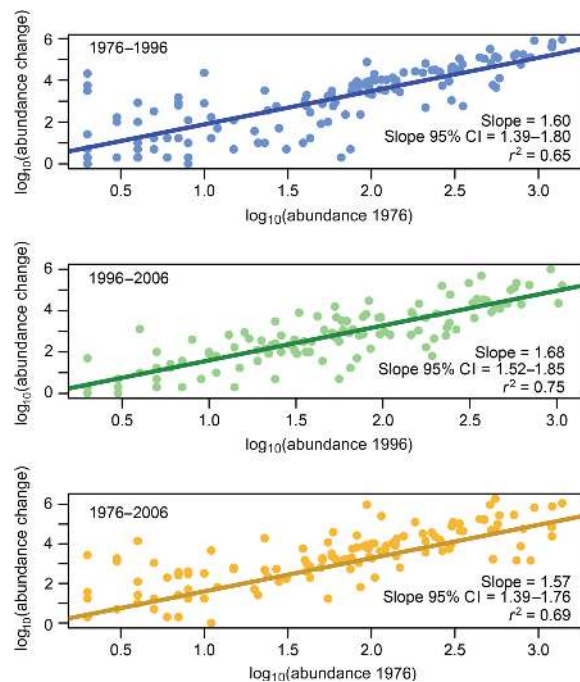 1976–1996
log10(abundance change)
6
4
2
0
Slope = 1.60
Slope 95% CI = 1.39–1.80
r² = 0.65
0.5 1.0 1.5 2.0 2.5 3.0
log10(abundance 1976)
1996–2006
log10(abundance change)
6
4
2
0
Slope = 1.68
Slope 95% CI = 1.52–1.85
r² = 0.75
0.5 1.0 1.5 2.0 2.5 3.0
log10(abundance 1996)
1976–2006
log10(abundance change)
6
4
2
0
Slope = 1.57
Slope 95% CI = 1.39–1.76
r² = 0.69
0.5 1.0 1.5 2.0 2.5 3.0
log10(abundance 1976)